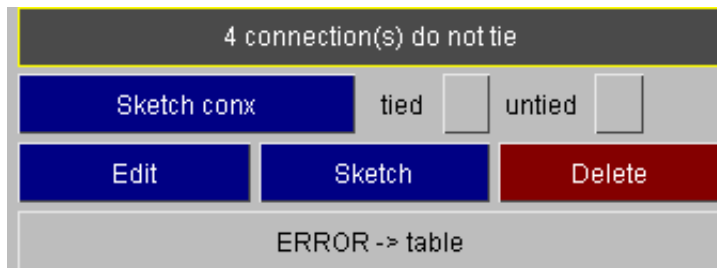 4 connection(s) do not tie
Sketch conx tied untied
Edit Sketch Delete
ERROR -> table